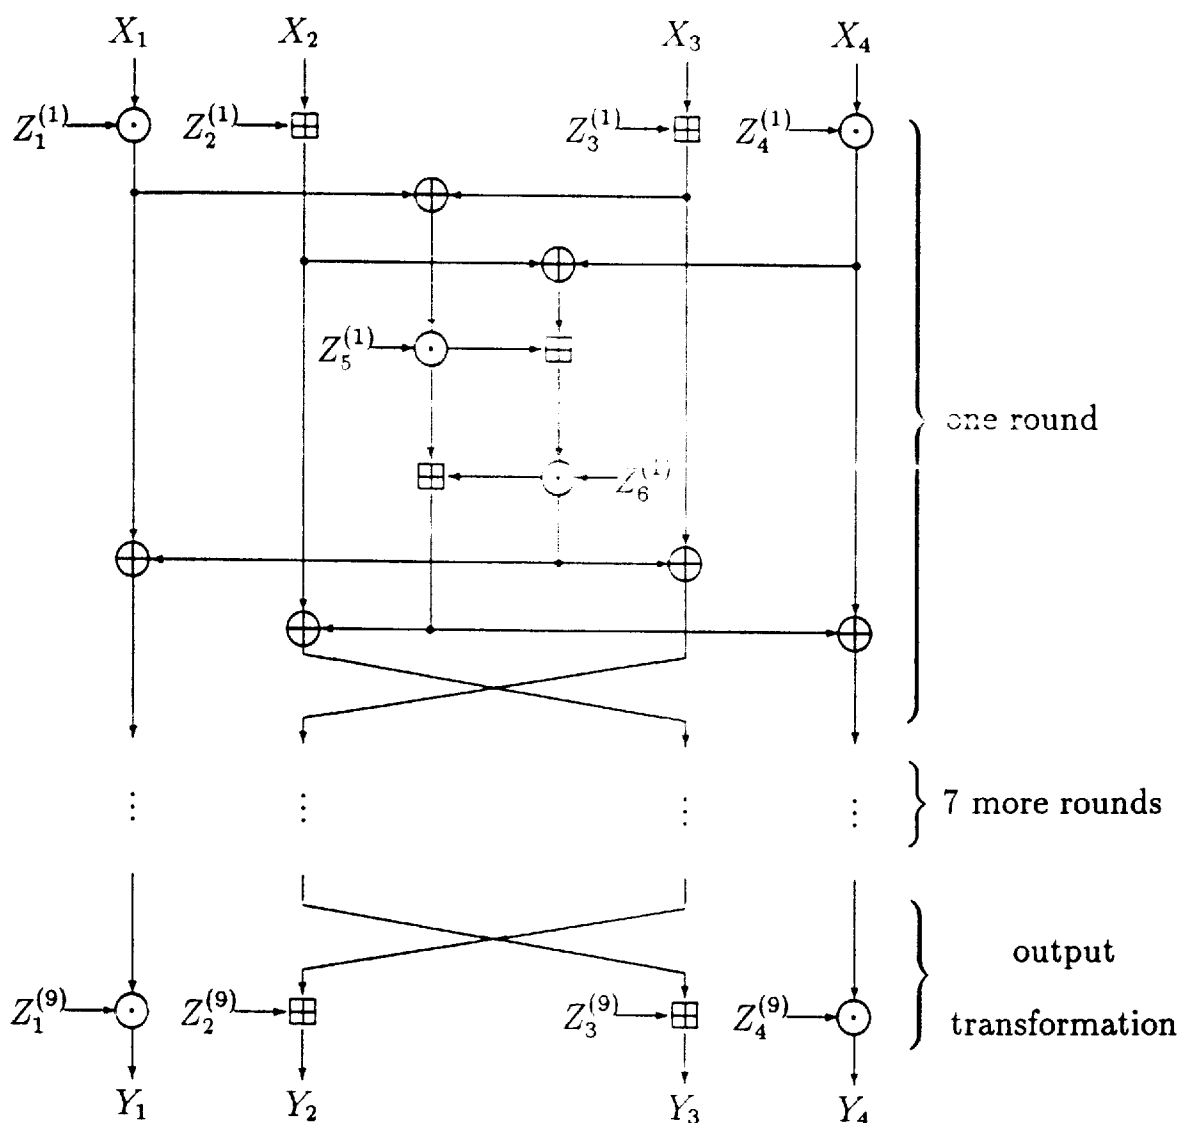 X₁ X₂ X₃ X₄
Z₁⁽¹⁾ Z₂⁽¹⁾ Z₃⁽¹⁾ Z₄⁽¹⁾
Z₅⁽¹⁾
one round
Z₆⁽¹⁾
7 more rounds
output
transformation
Z₁⁽⁹⁾ Z₂⁽⁹⁾ Z₃⁽⁹⁾ Z₄⁽⁹⁾
Y₁ Y₂ Y₃ Y₄